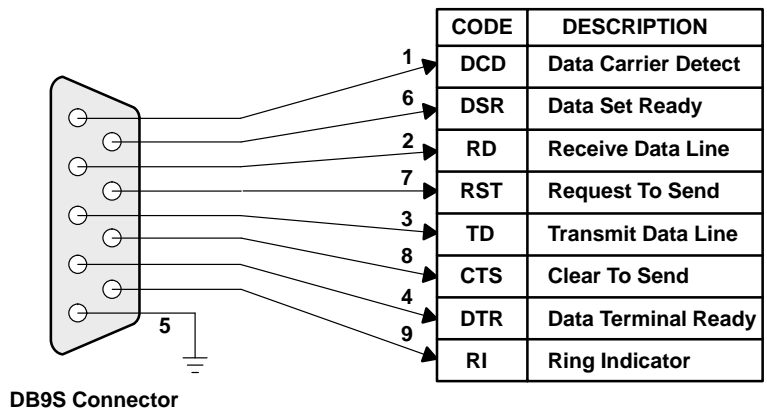 CODE DESCRIPTION
1 DCD Data Carrier Detect
6 DSR Data Set Ready
2 RD Receive Data Line
7 RST Request To Send
3 TD Transmit Data Line
8 CTS Clear To Send
4 DTR Data Terminal Ready
5
9 RI Ring Indicator
DB9S Connector